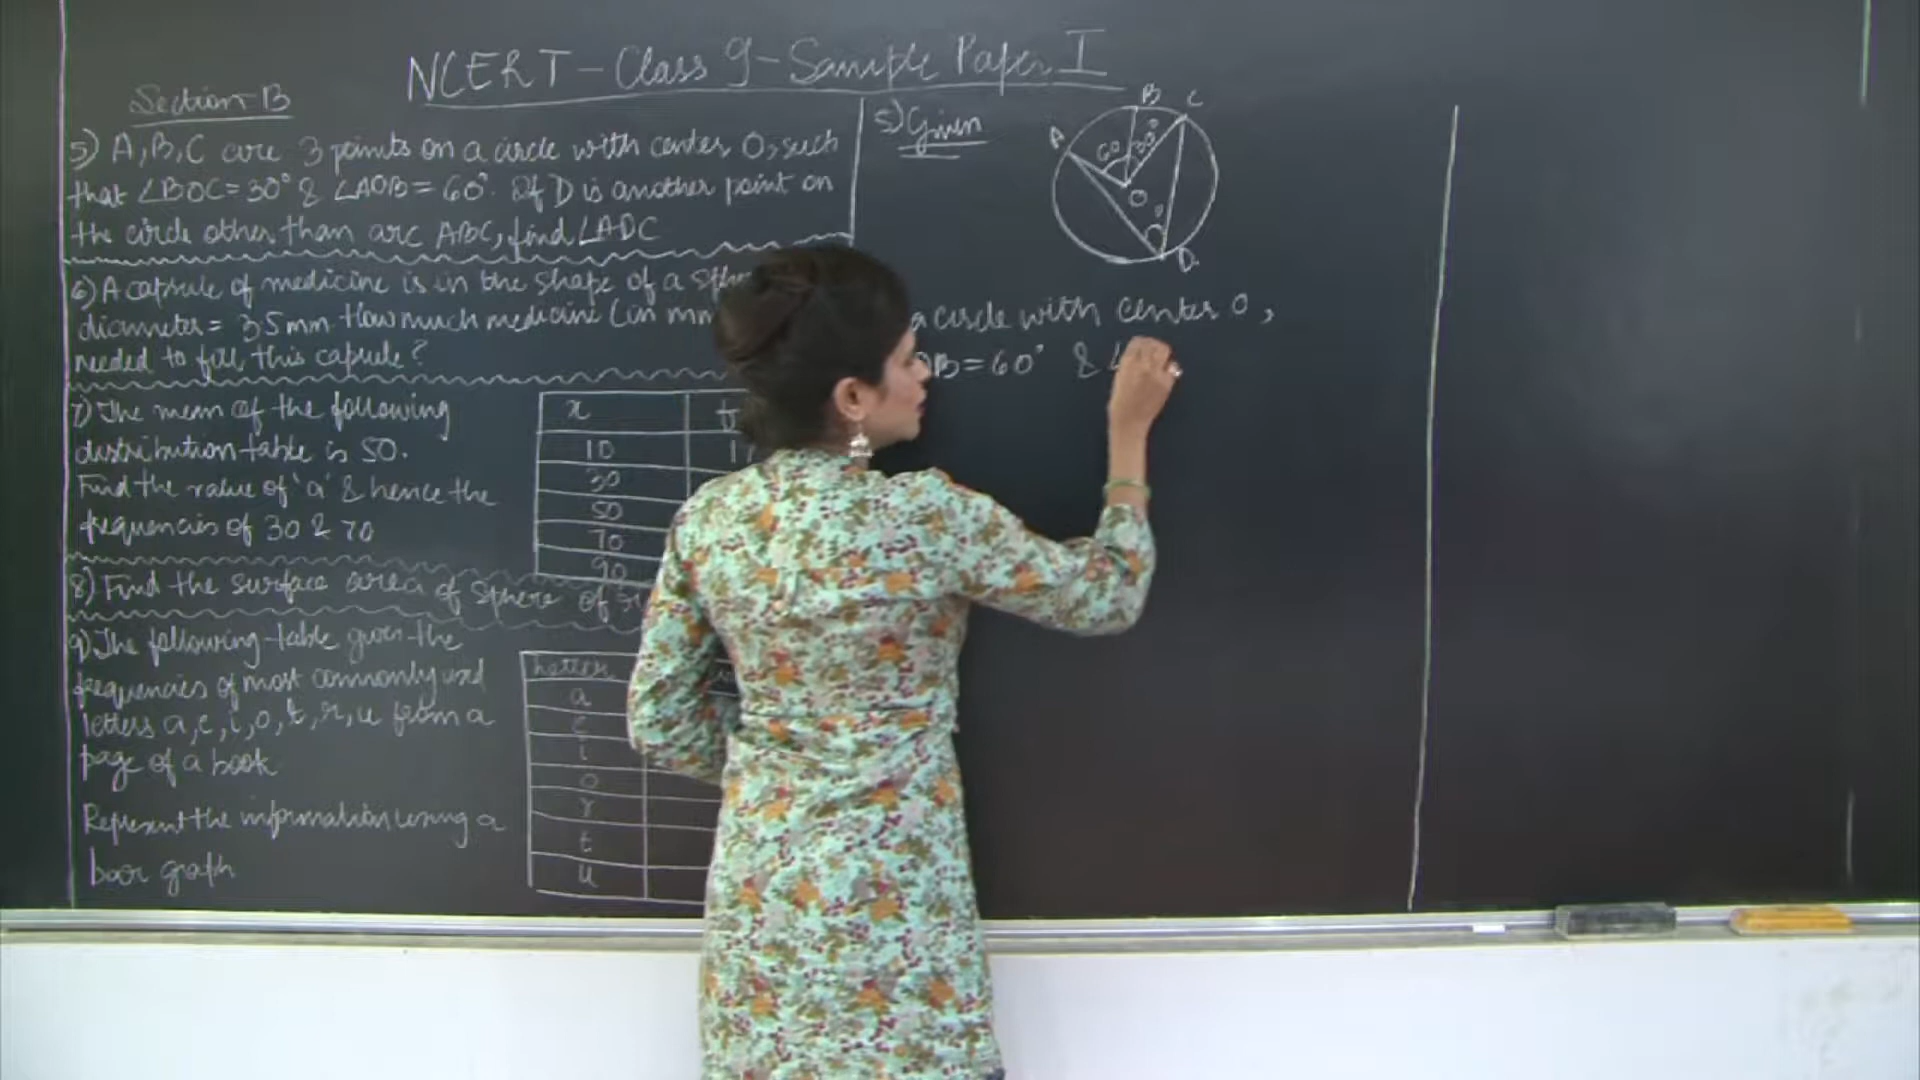 NCERT - Class 9 - Sample Paper I
Section-B
5) A, B, C are 3 points on a circle with center O, such
that ∠BOC = 30° & ∠AOB = 60°. If D is another point on
the circle other than arc ABC, find ∠ADC
6) A capsule of medicine is in the shape of a
diameter = 3.5mm. How much medicine (in
needed to fill this capsule?
7) The mean of the following
distribution table is 50.
Find the value of 'a' & hence the
frequencies of 30 & 70
x
10
30
50
70
90
8) Find the surface area of sphere of
9) The following table gives the
frequencies of most commonly used
letters a, e, i, o, t, r, u from a
page of a book
Represent the information using a
bar graph
Letters
a
e
i
o
r
t
u
5) Given
A
B
C
60
30°
O
?
D
a circle with center O,
OB = 60° & ∠